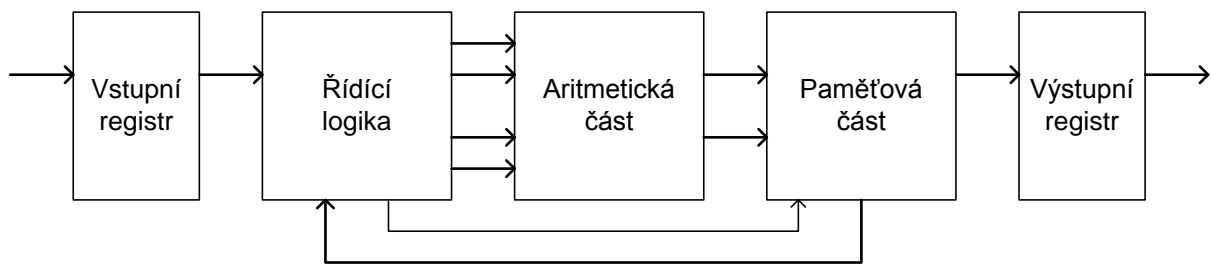 Vstupní
registr
Řídící
logika
Aritmetická
část
Paměťová
část
Výstupní
registr